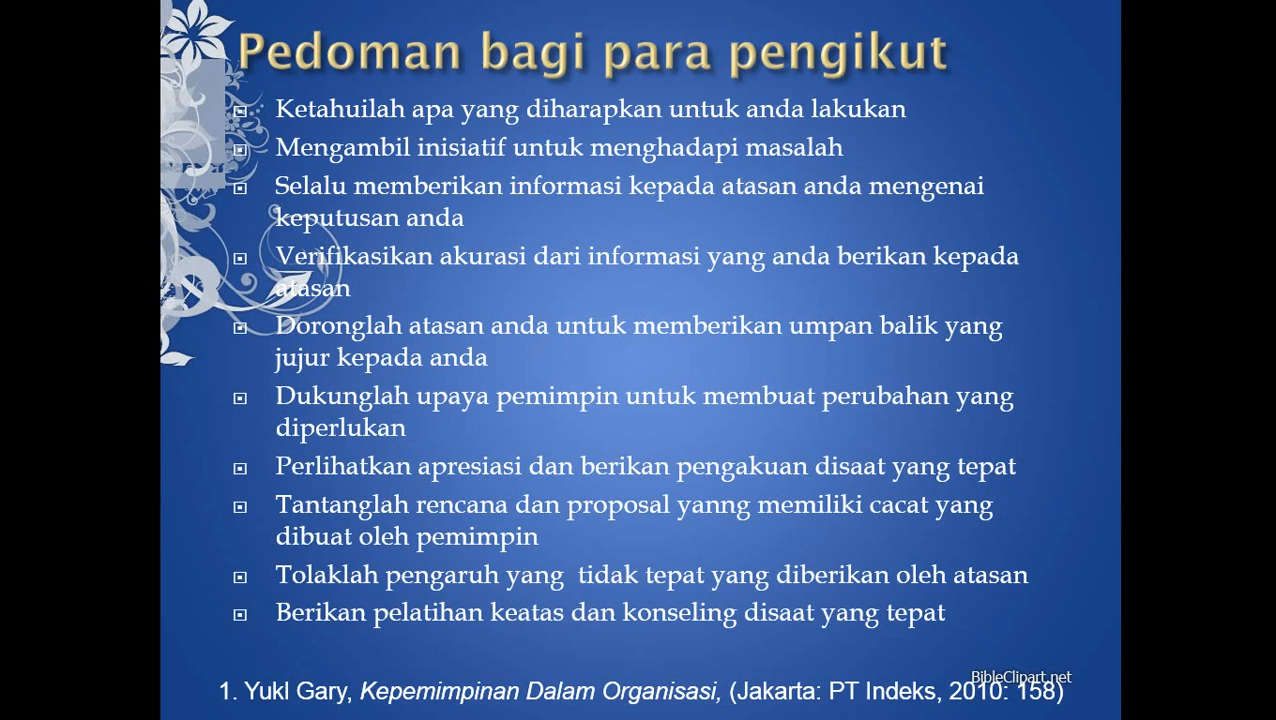 Pedoman bagi para pengikut
Ketahuilah apa yang diharapkan untuk anda lakukan
Mengambil inisiatif untuk menghadapi masalah
Selalu memberikan informasi kepada atasan anda mengenai
keputusan anda
Verifikasikan akurasi dari informasi yang anda berikan kepada
atasan
Doronglah atasan anda untuk memberikan umpan balik yang
jujur kepada anda
Dukunglah upaya pemimpin untuk membuat perubahan yang
diperlukan
Perlihatkan apresiasi dan berikan pengakuan disaat yang tepat
Tantanglah rencana dan proposal yanng memiliki cacat yang
dibuat oleh pemimpin
Tolaklah pengaruh yang  tidak tepat yang diberikan oleh atasan
Berikan pelatihan keatas dan konseling disaat yang tepat
BibleClipart.net
1. Yukl Gary, Kepemimpinan Dalam Organisasi, (Jakarta: PT Indeks, 2010: 158)